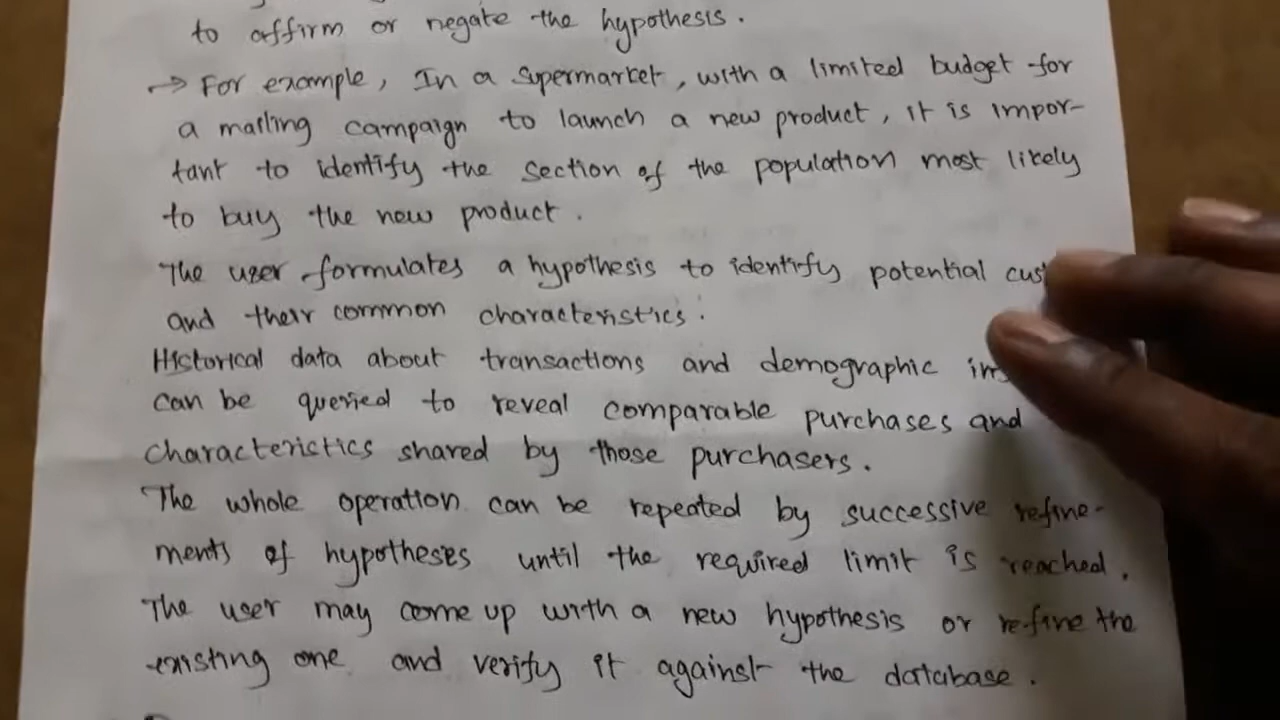 to affirm or negate the hypothesis.
→ For example, In a supermarket, with a limited budget for
a mailing campaign to launch a new product, it is impor-
tant to identify the section of the population most likely
to buy the new product.
The user formulates a hypothesis to identify potential
and their common characteristics.
Historical data about transactions and demographic
can be queried to reveal comparable purchases and
characterictics shared by those purchasers.
The whole operation can be repeated by successive refine-
ments of hypotheses until the required limit is reached.
The user may come up with a new hypothesis or refine the
existing one and verify it against the database.